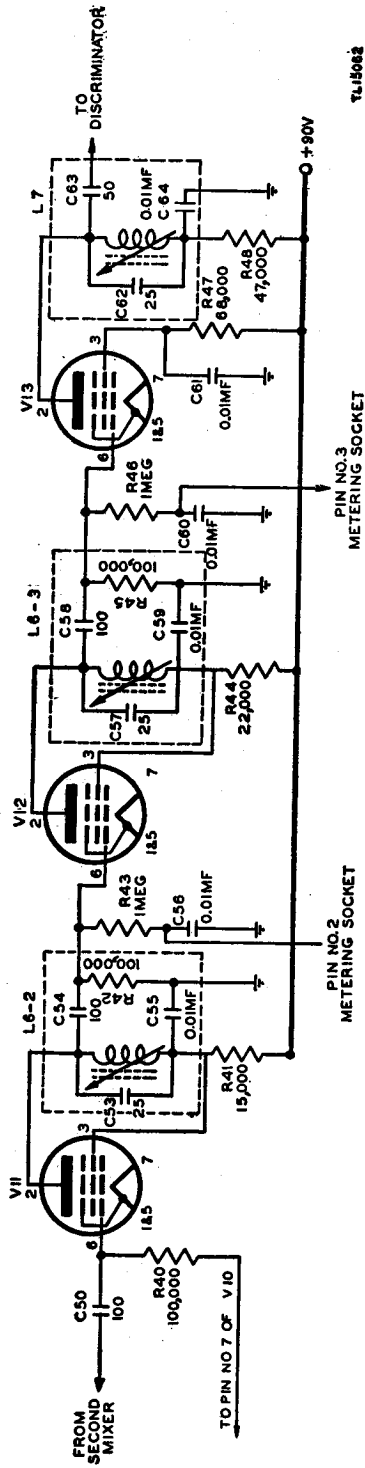 FROM
SECOND
MIXER
C50
100
R40
100,000
TO PIN NO 7 OF V10
V11
2
3
6
7
1&5
L6-2
C53
25
C54
100
R42
100,000
C55
0.01MF
R41
15,000
R43
1MEG
C56
0.01MF
PIN NO.2
METERING SOCKET
V12
2
3
6
7
1&5
L6-3
C57
25
C58
100
R45
100,000
C59
0.01MF
R44
22,000
R46
1MEG
C60
0.01MF
PIN NO.3
METERING SOCKET
V13
2
3
6
7
1&5
C61
0.01MF
R47
68,000
L7
C62
25
C63
50
0.01MF
C64
R48
47,000
TO
DISCRIMINATOR
+90V
TL15062